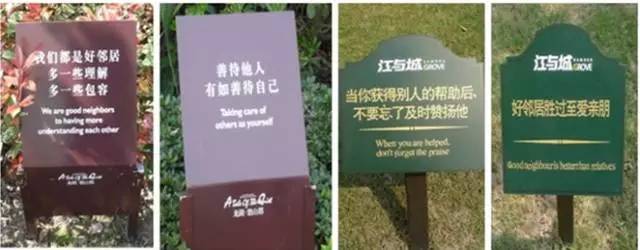 我们都是好邻居
多一些理解
多一些包容
We are good neighbors
to having more
understanding each other
善待他人
有如善待自己
Taking care of
others as yourself
江与城
GROVE
当你获得别人的帮助后,
不要忘了及时赞扬他
When you are helped,
don't forget the praise
江与城
GROVE
好邻居胜过至爱亲朋
Good neighbour is better than relatives